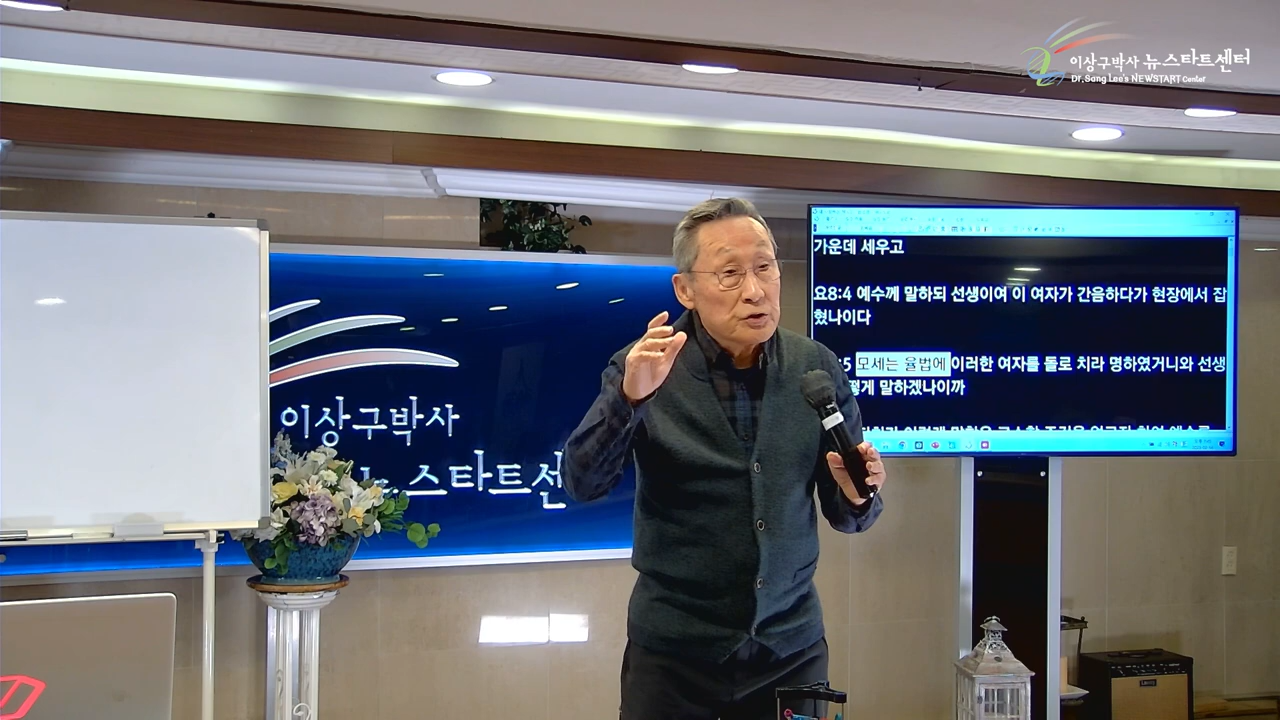 이상구박사 뉴스타트센터
Dr. Sang Lee's NEWSTART Center
가운데 세우고
요8:4 예수께 말하되 선생이여 이 여자가 간음하다가 현장에서 잡
혔나이다
5 모세는 율법에 이러한 여자를 돌로 치라 명하였거니와 선생
떻게 말하겠나이까
이상구박사
스타트센